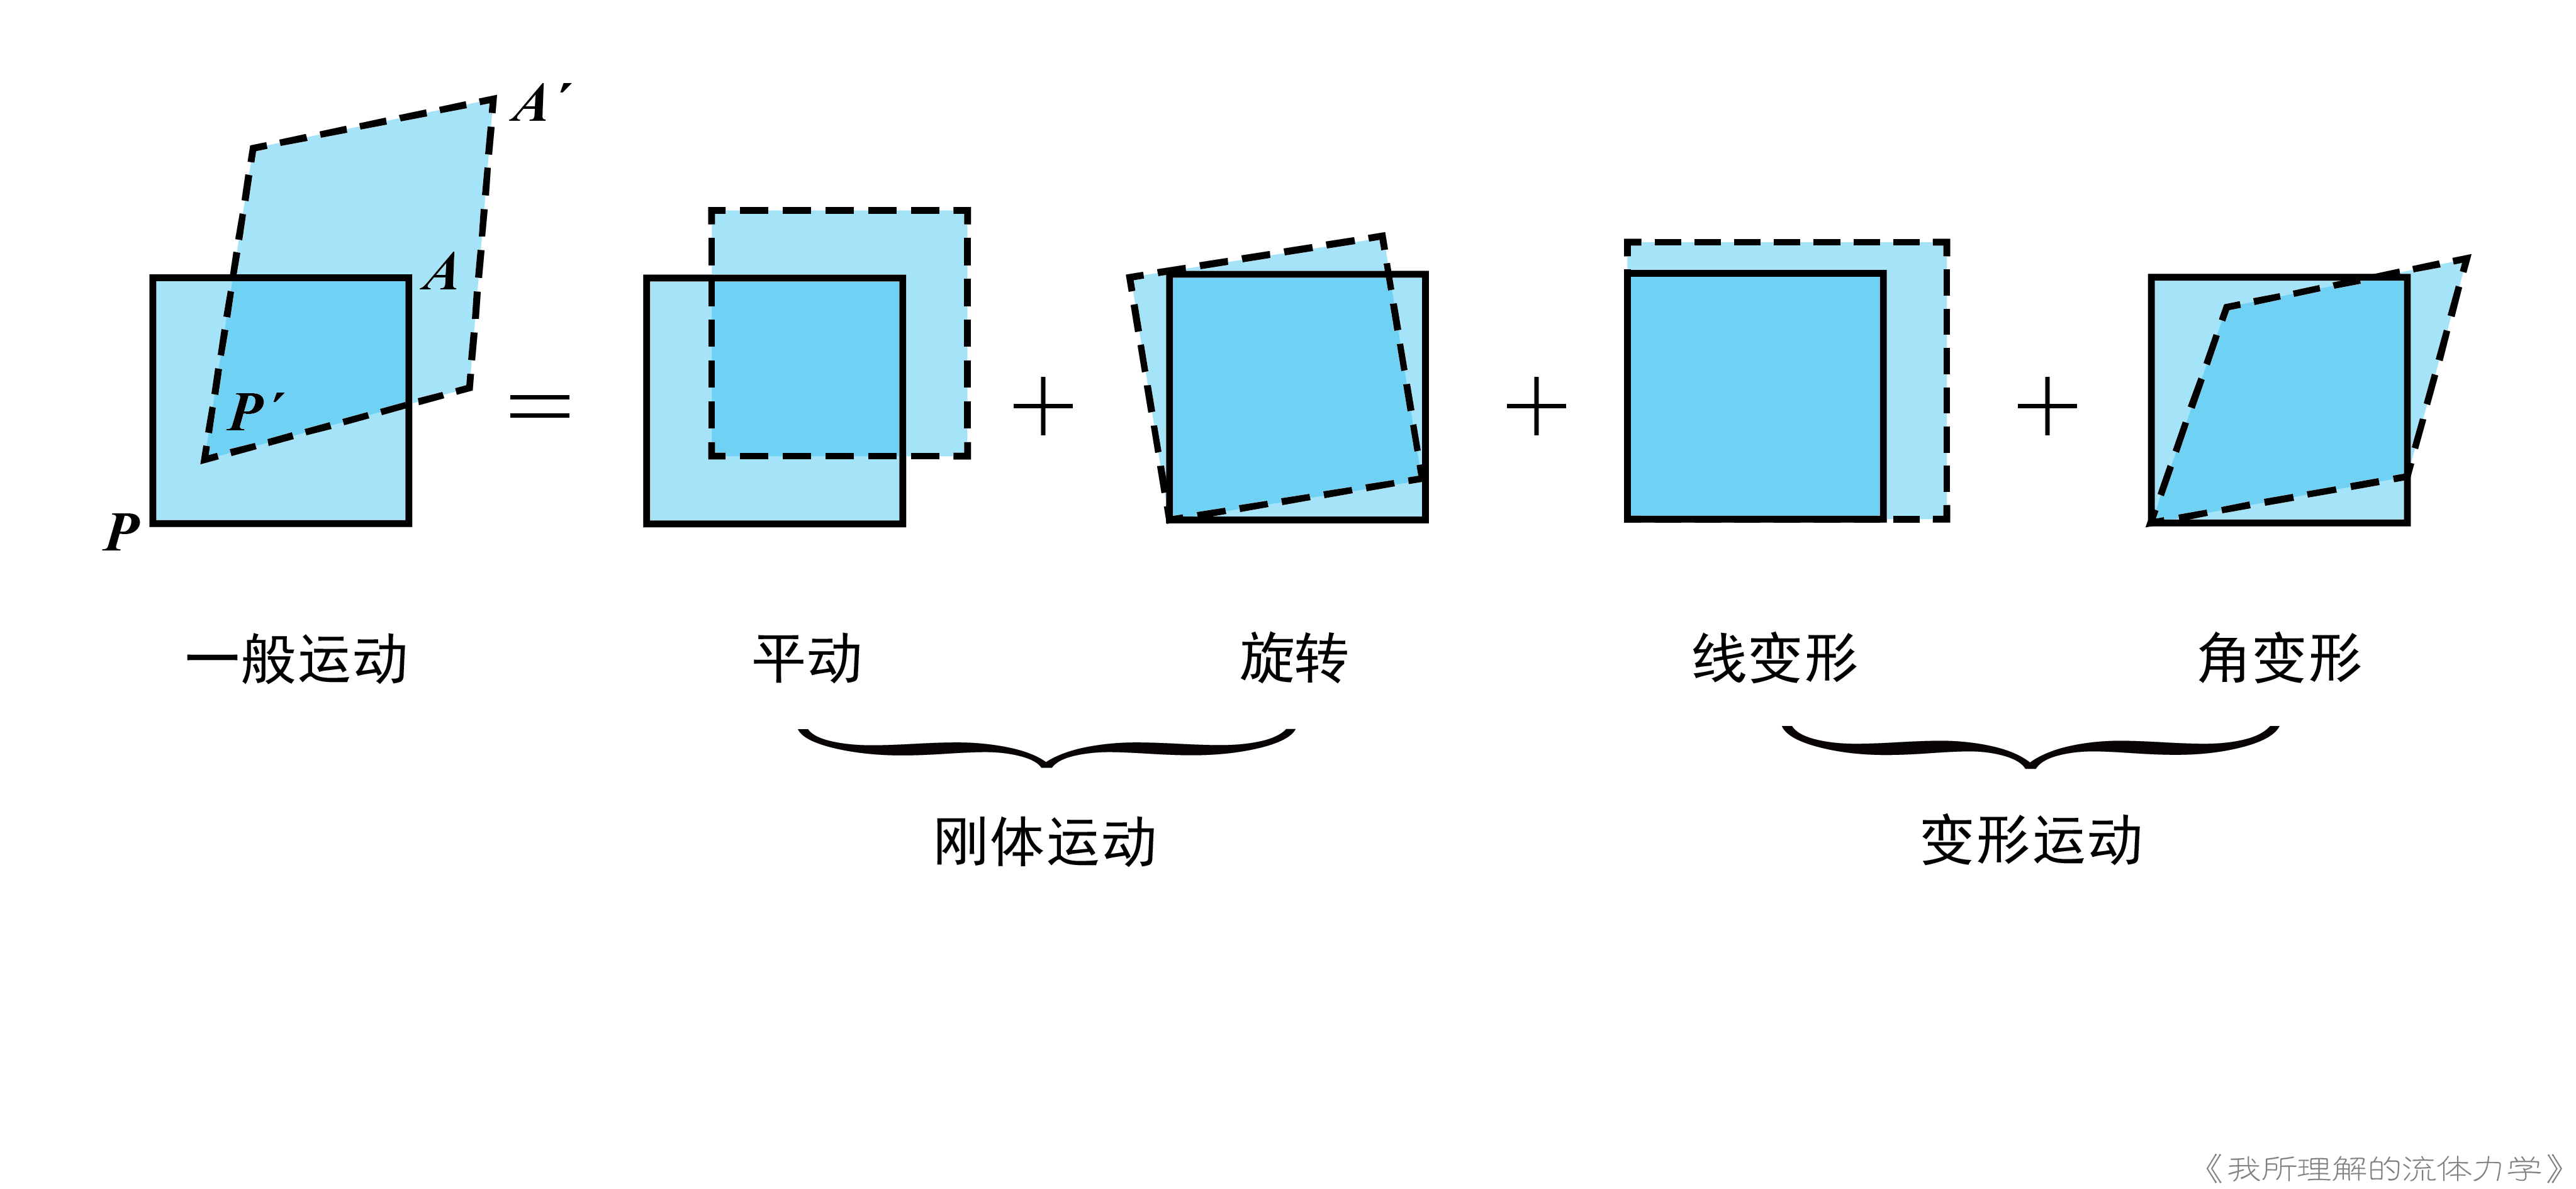 A′
A
P′
P
= + + +
一般运动 平动 旋转 线变形 角变形
刚体运动 变形运动
《我所理解的流体力学》